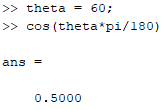 >> theta = 60;
>> cos(theta*pi/180)
ans =
0.5000